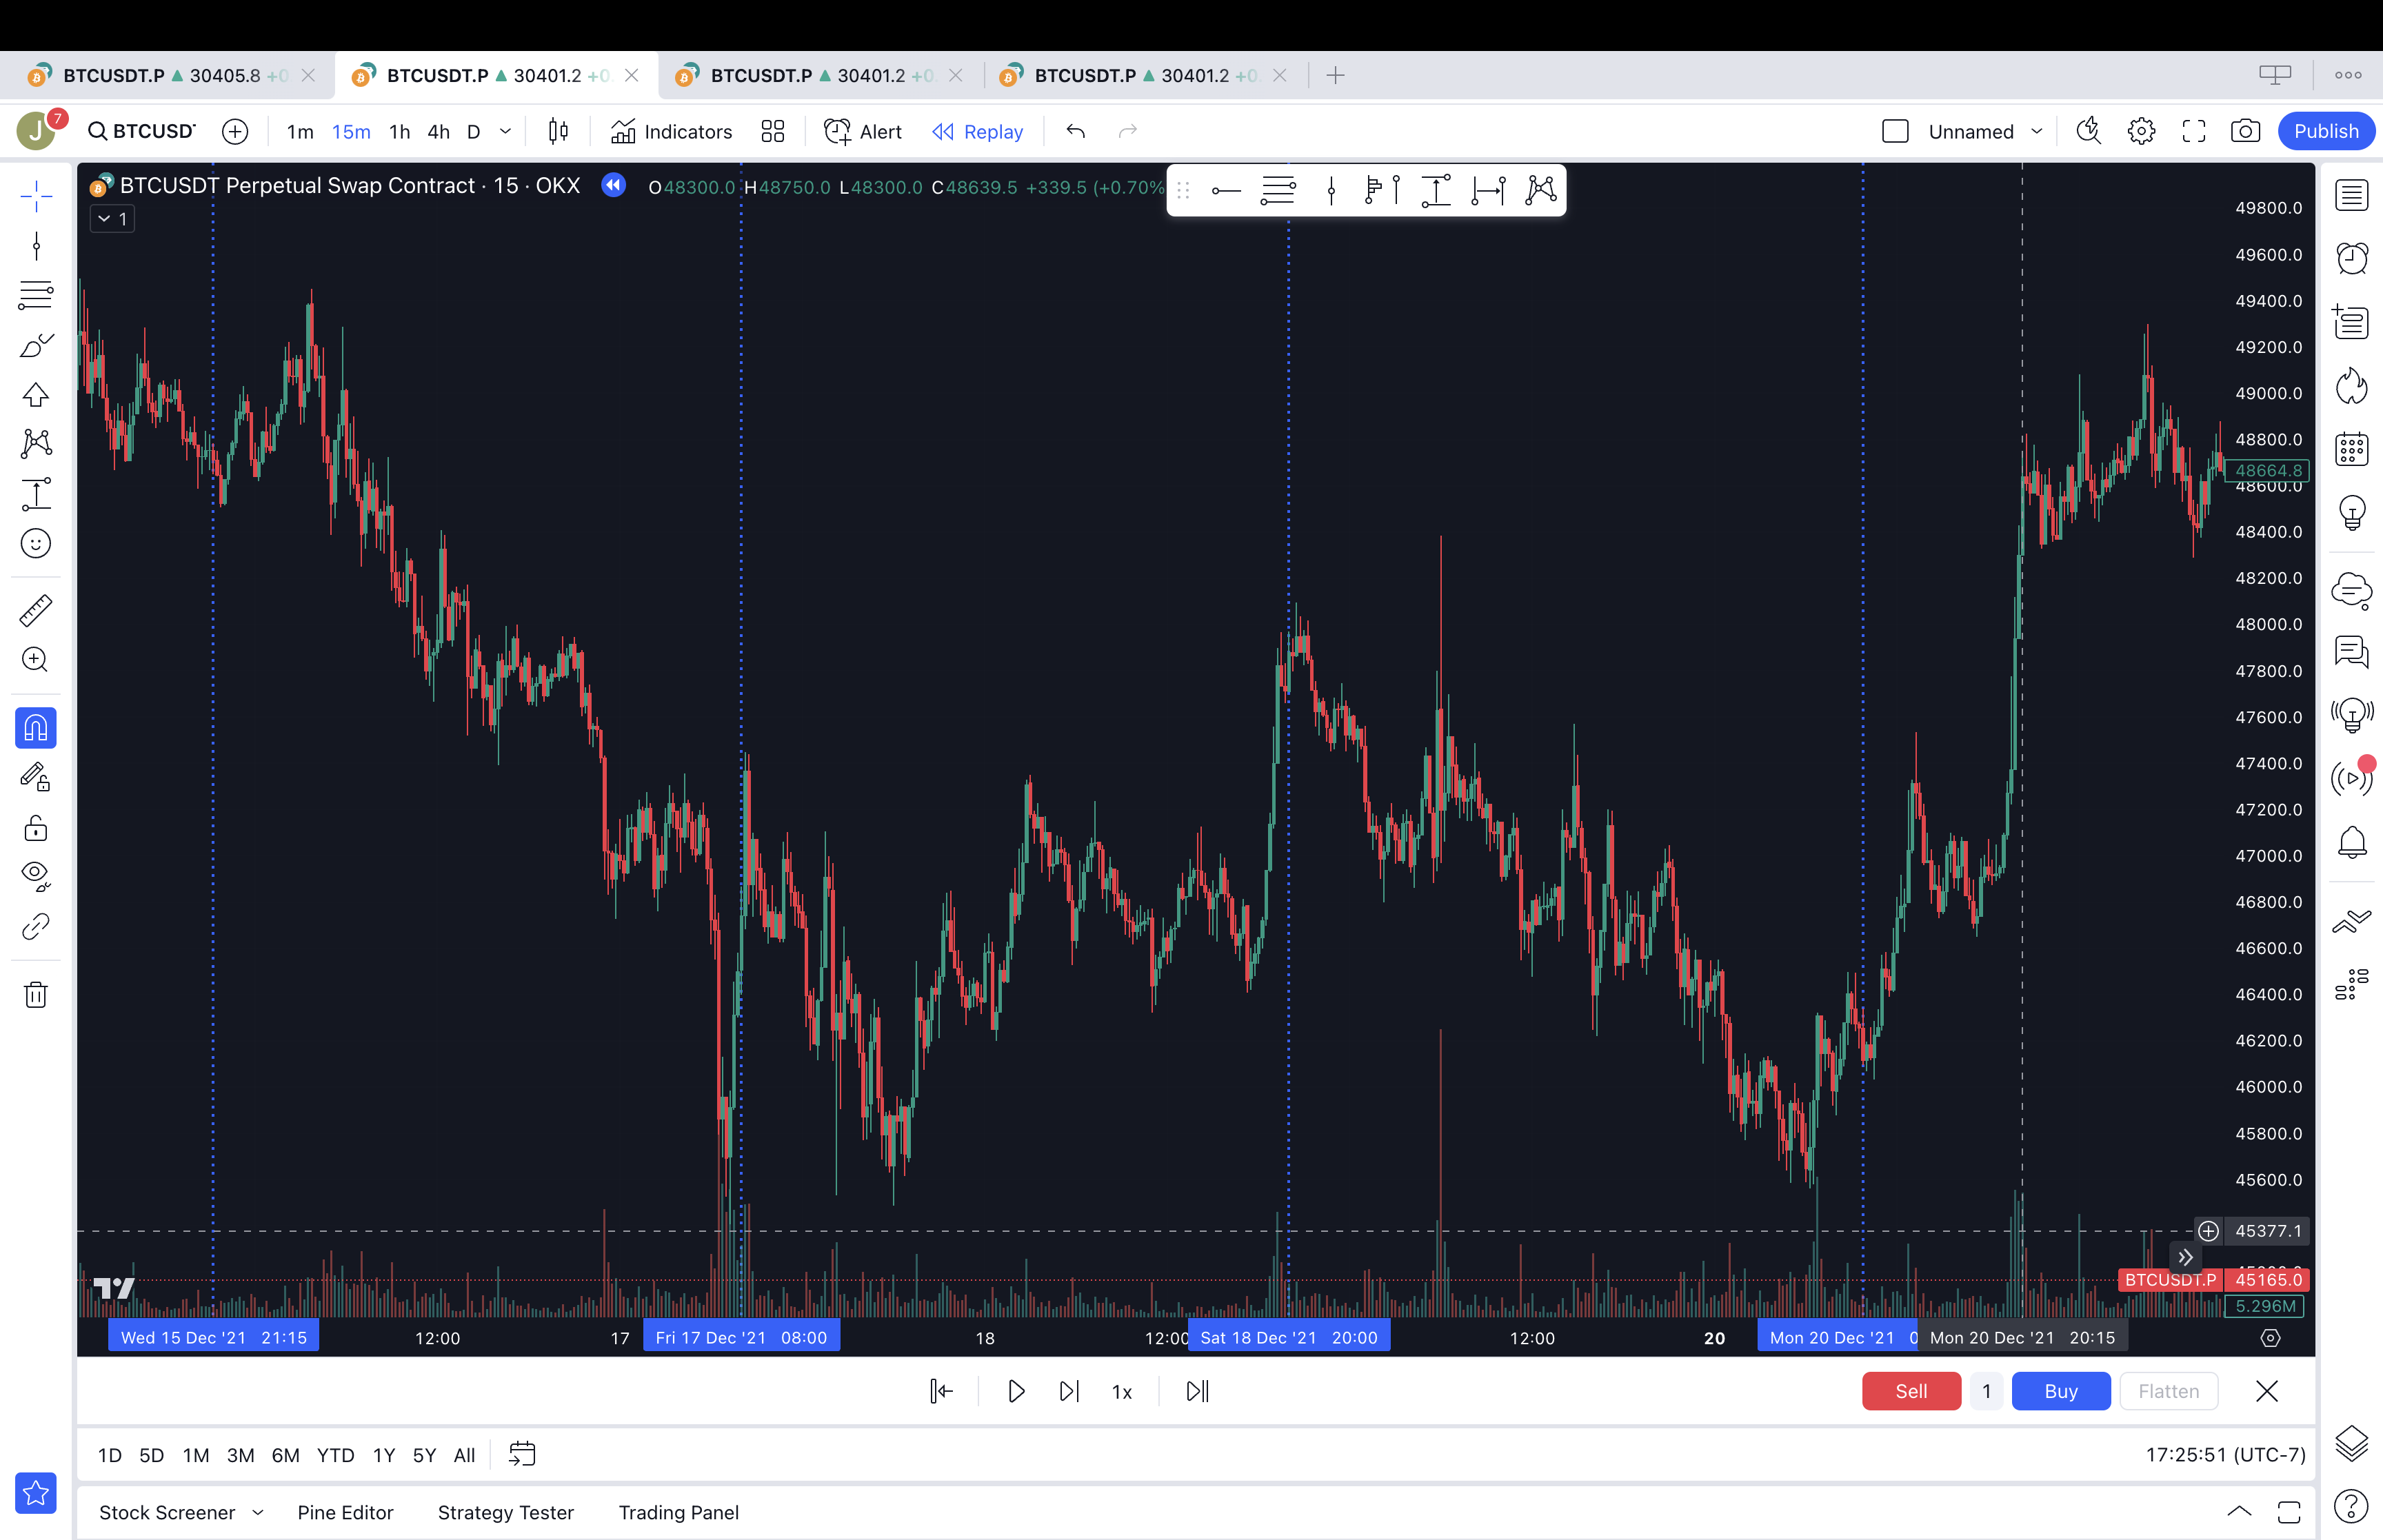 BTCUSDT.P ▲ 30405.8 +0
BTCUSDT.P ▲ 30401.2 +0.
BTCUSDT.P ▲ 30401.2 +0.
BTCUSDT.P ▲ 30401.2 +0.
J 7 BTCUSD 1m 15m 1h 4h D Indicators Alert Replay Unnamed Publish
BTCUSDT Perpetual Swap Contract · 15 · OKX O48300.0 H48750.0 L48300.0 C48639.5 +339.5 (+0.70%
1
49800.0
49600.0
49400.0
49200.0
49000.0
48800.0
48664.8
48600.0
48400.0
48200.0
48000.0
47800.0
47600.0
47400.0
47200.0
47000.0
46800.0
46600.0
46400.0
46200.0
46000.0
45800.0
45600.0
45377.1
BTCUSDT.P 45165.0
5.296M
Wed 15 Dec '21 21:15 12:00 17 Fri 17 Dec '21 08:00 18 12:00 Sat 18 Dec '21 20:00 12:00 20 Mon 20 Dec '21 0 Mon 20 Dec '21 20:15
1x Sell 1 Buy Flatten
1D 5D 1M 3M 6M YTD 1Y 5Y All 17:25:51 (UTC-7)
Stock Screener Pine Editor Strategy Tester Trading Panel